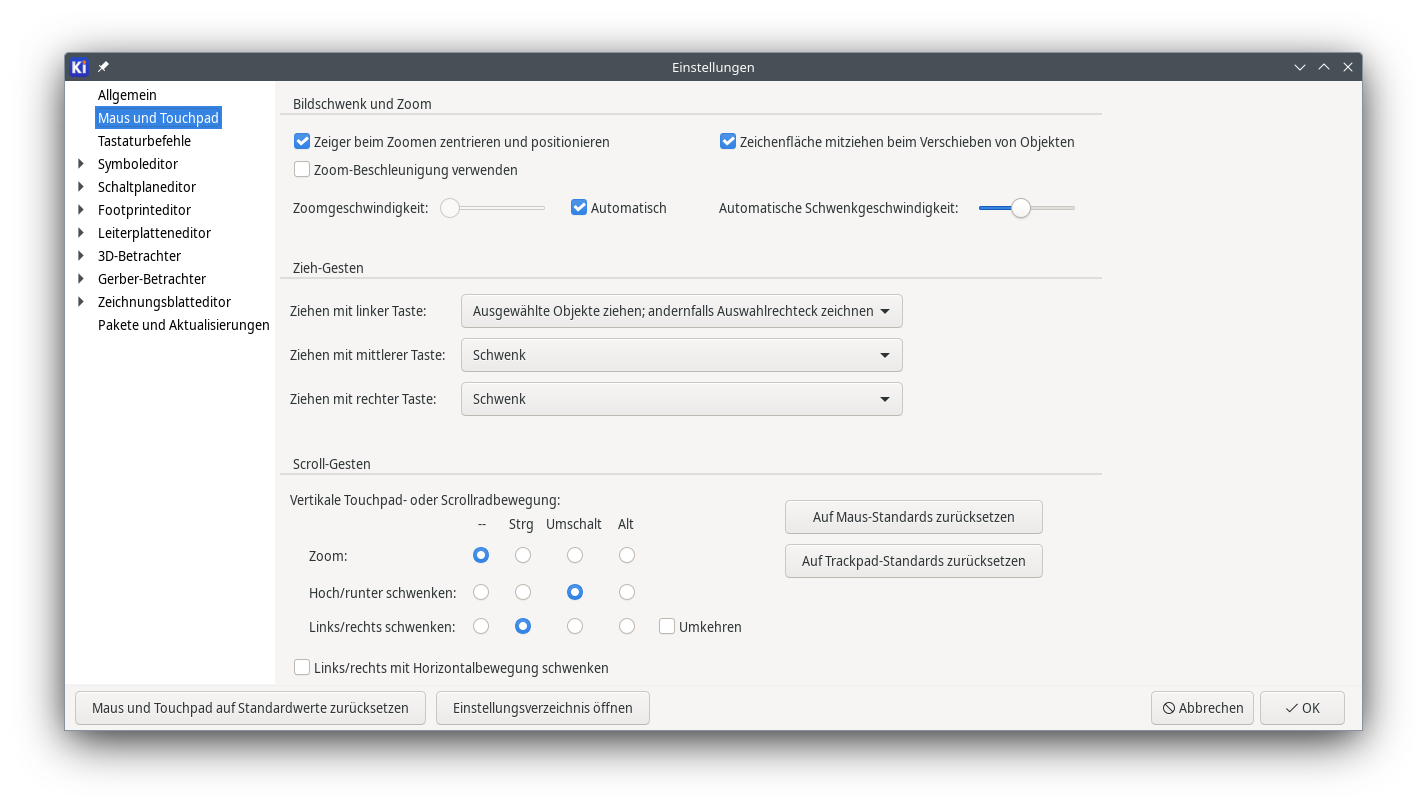 Ki
Einstellungen
Allgemein
Maus und Touchpad
Tastaturbefehle
Symboleditor
Schaltplaneditor
Footprinteditor
Leiterplatteneditor
3D-Betrachter
Gerber-Betrachter
Zeichnungsblatteditor
Pakete und Aktualisierungen
Bildschwenk und Zoom
Zeiger beim Zoomen zentrieren und positionieren Zeichenfläche mitziehen beim Verschieben von Objekten
Zoom-Beschleunigung verwenden
Zoomgeschwindigkeit: Automatisch Automatische Schwenkgeschwindigkeit:
Zieh-Gesten
Ziehen mit linker Taste: Ausgewählte Objekte ziehen; andernfalls Auswahlrechteck zeichnen
Ziehen mit mittlerer Taste: Schwenk
Ziehen mit rechter Taste: Schwenk
Scroll-Gesten
Vertikale Touchpad- oder Scrollradbewegung:
-- Strg Umschalt Alt
Zoom:
Hoch/runter schwenken:
Links/rechts schwenken: Umkehren
Links/rechts mit Horizontalbewegung schwenken
Auf Maus-Standards zurücksetzen
Auf Trackpad-Standards zurücksetzen
Maus und Touchpad auf Standardwerte zurücksetzen Einstellungsverzeichnis öffnen Abbrechen OK